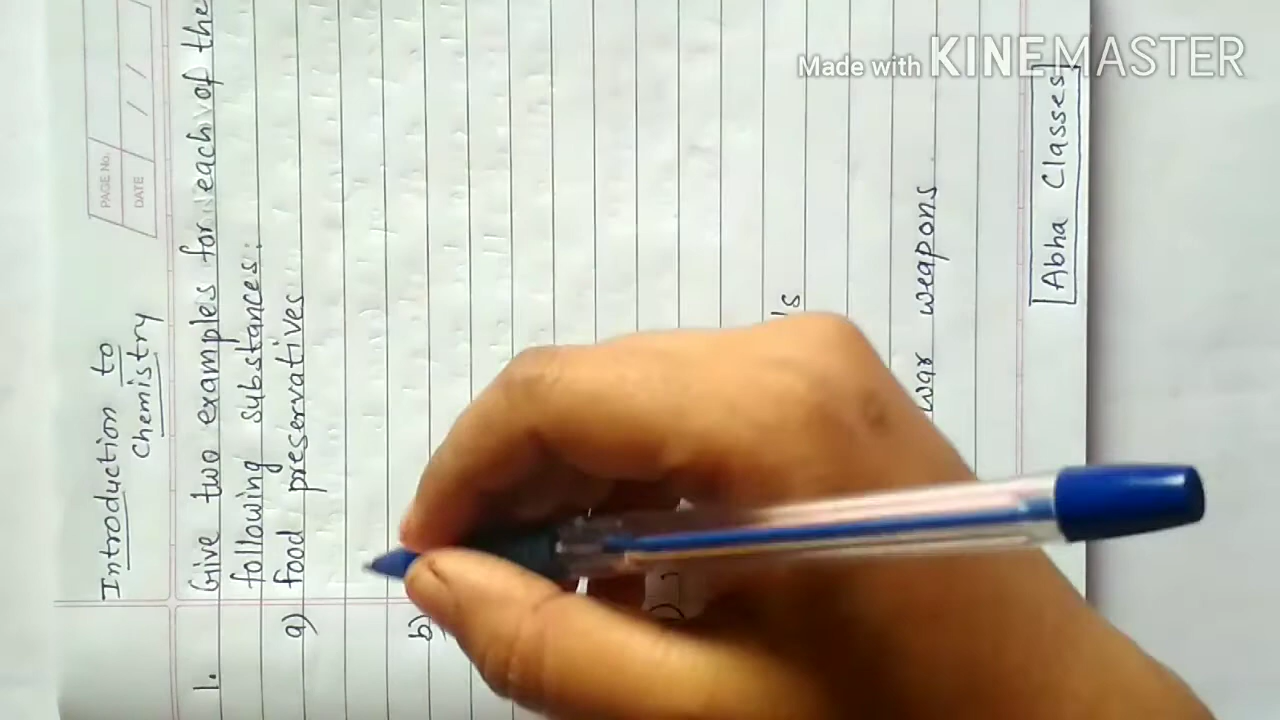 Made with KINEMASTER
PAGE No.
DATE / /
Introduction to
Chemistry
1. Give two examples for each of the
following substances:
a) food preservatives
b)
war weapons
Abha Classes